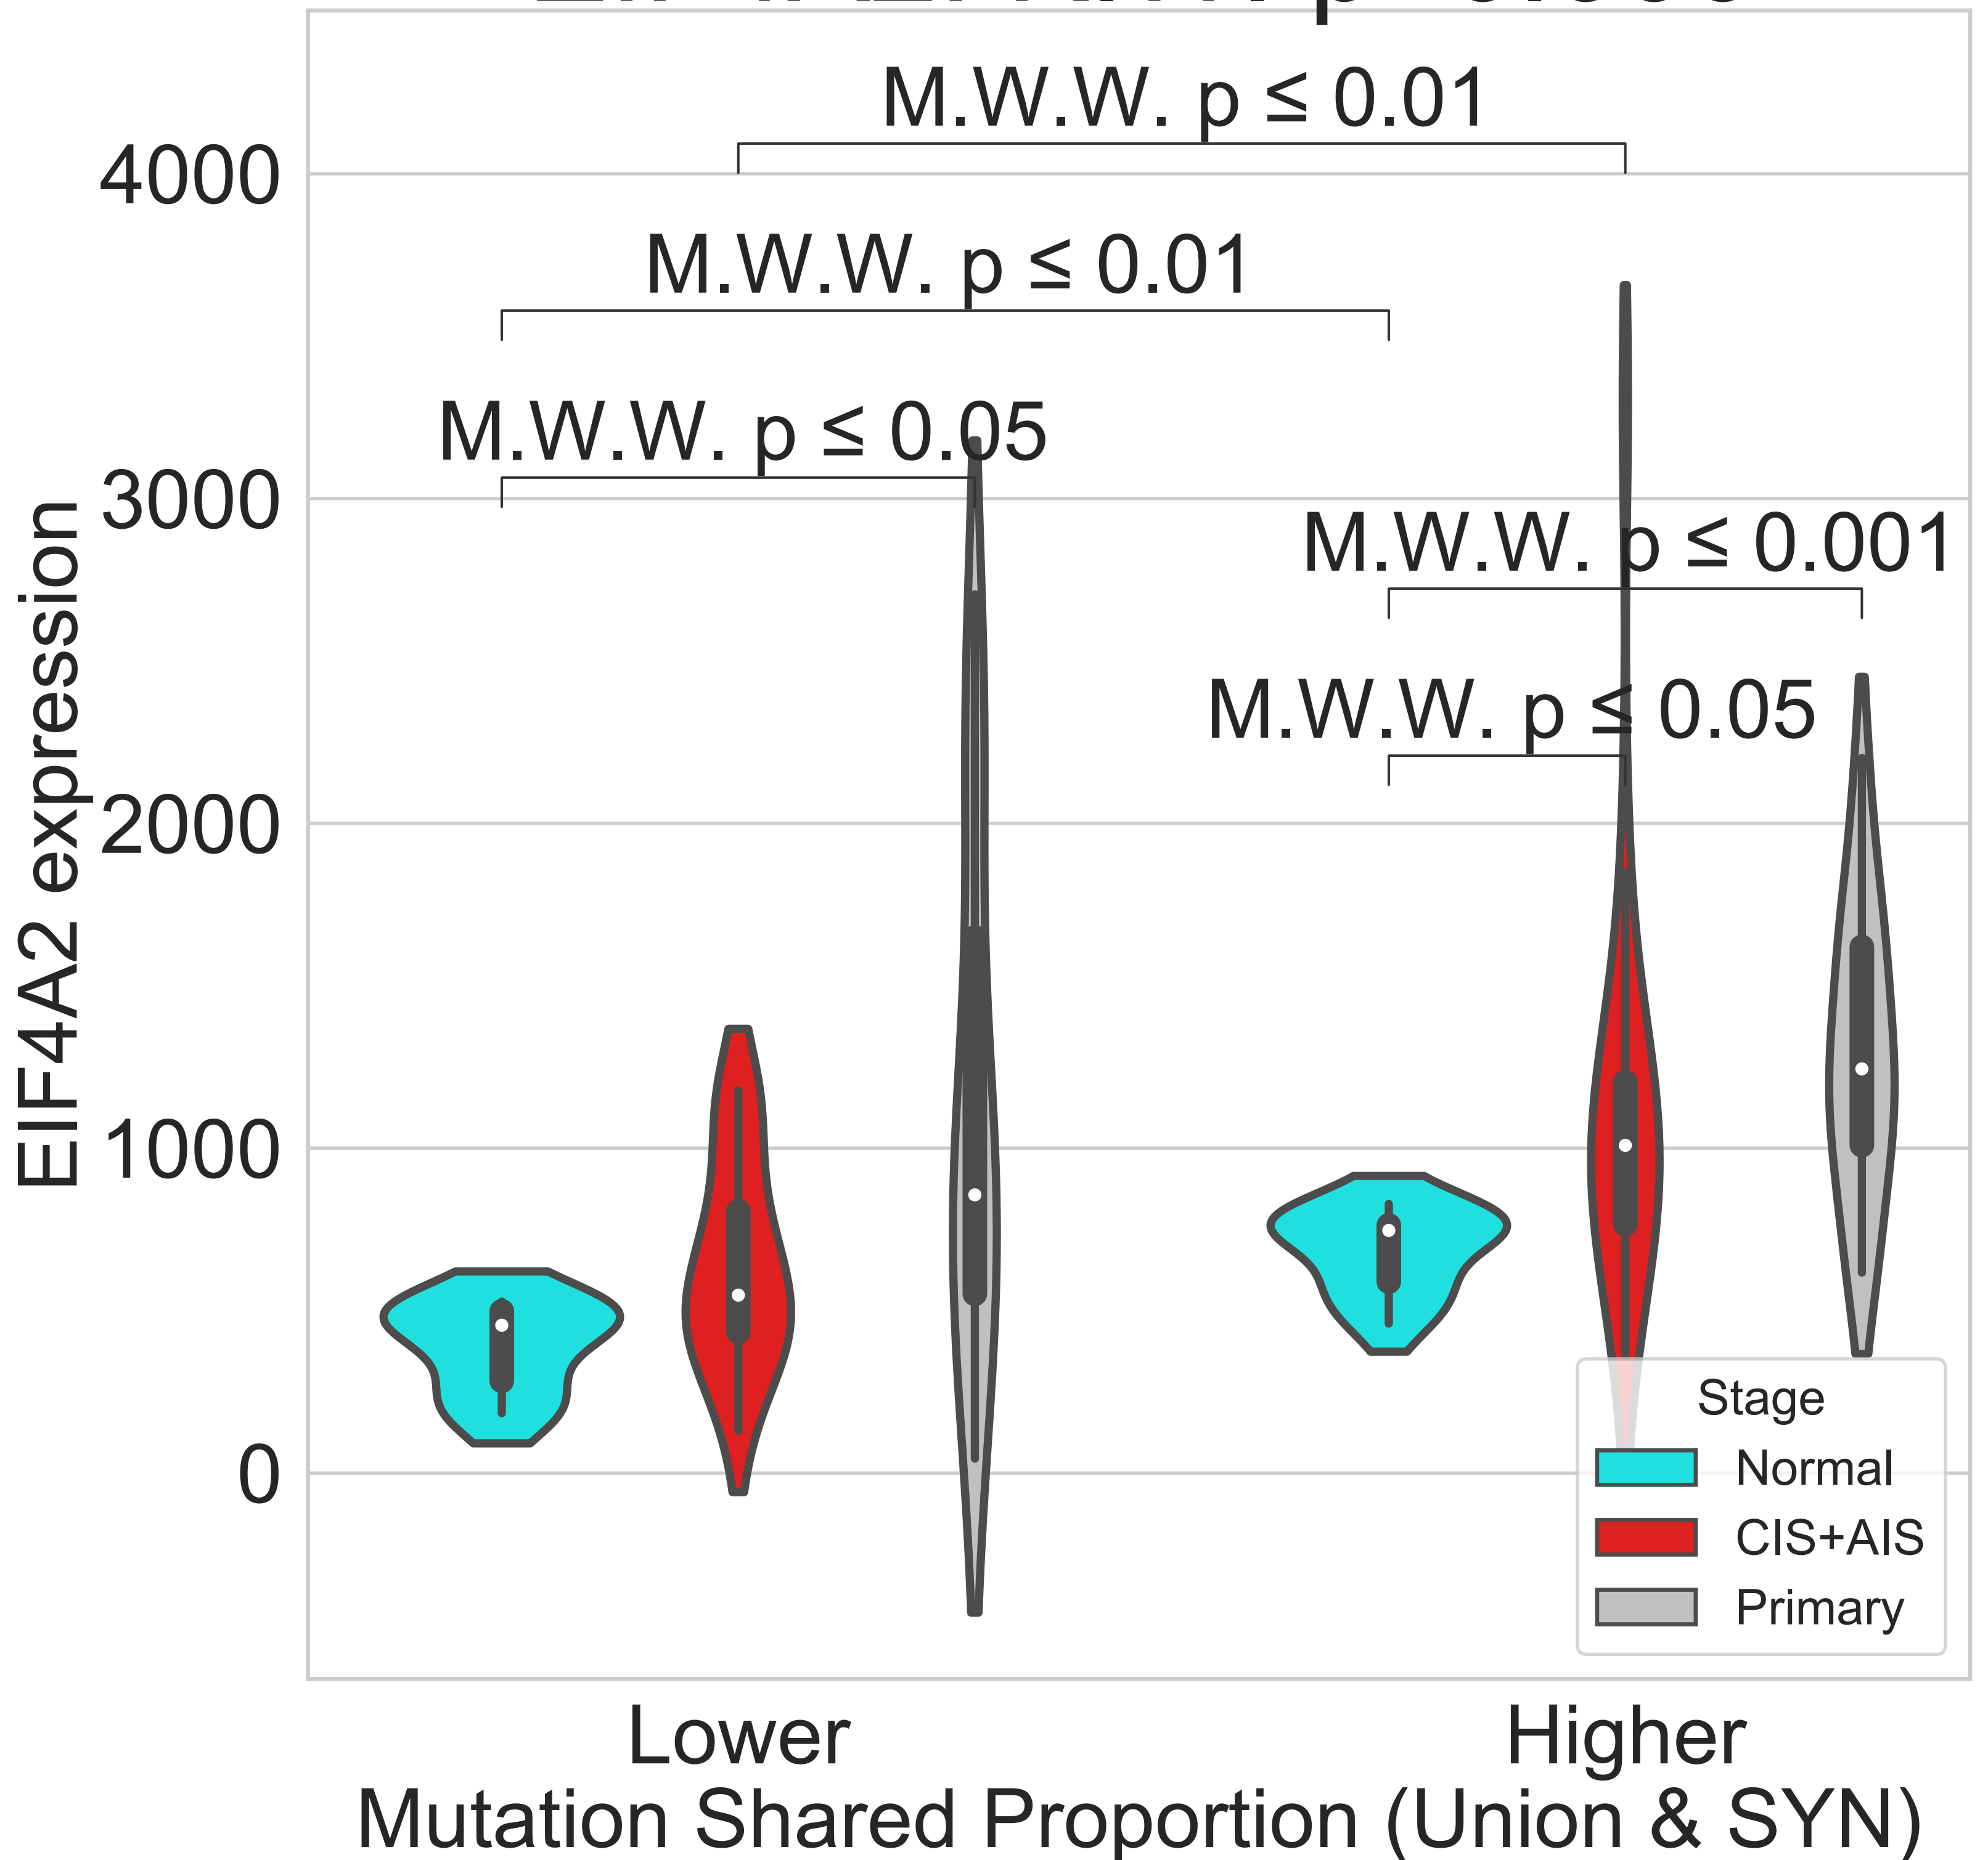 M.W.W. p ≤ 0.01
4000
M.W.W. p ≤ 0.01
M.W.W. p ≤ 0.05
3000
M.W.W. p ≤ 0.001
M.W.W. p ≤ 0.05
2000
1000
0
EIF4A2 expression
Stage
Normal
CIS+AIS
Primary
Lower
Higher
Mutation Shared Proportion (Union & SYN)